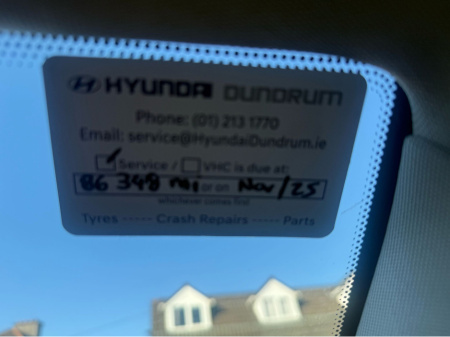 HYUNDAI DUNDRUM
Phone: (01) 213 1770
Email: service@HyundaiDundrum.ie
Service / VHC is due at:
86 348 mi or on Nov/25
whichever comes first
Tyres ----- Crash Repairs ---- Parts